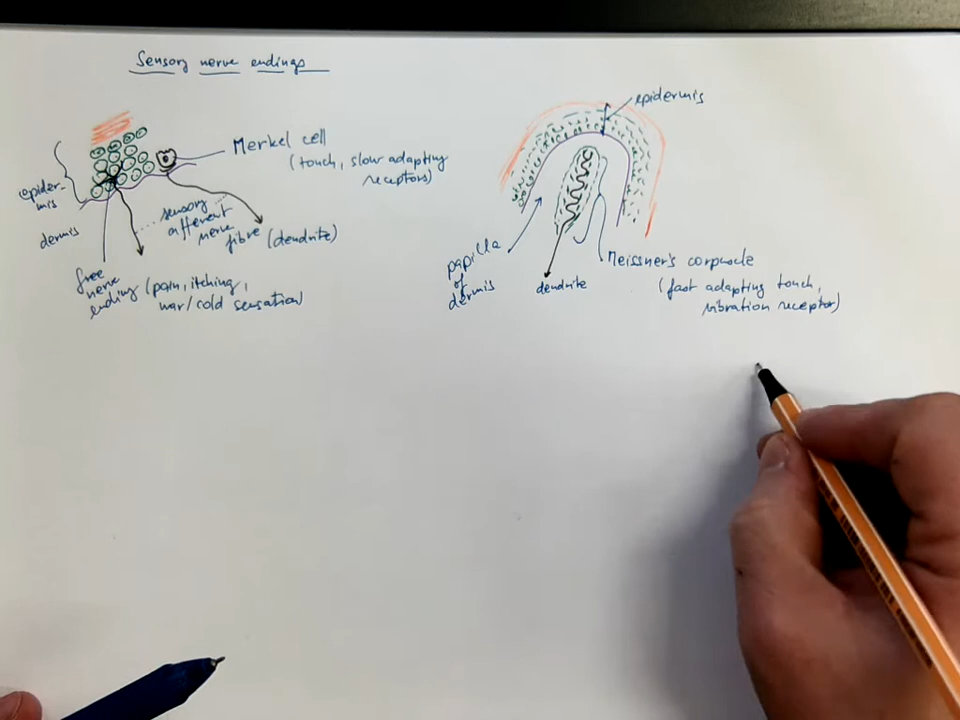 Sensory nerve endings
Merkel cell
(touch, slow adapting
receptors)
epider-
mis
dermis
sensory
afferent
nerve
fibre (dendrite)
free
nerve
ending (pain, itching,
war/cold sensation)
epidermis
papilla
of
dermis
dendrite
Meissner's corpuscle
(fast adapting touch,
vibration receptor)